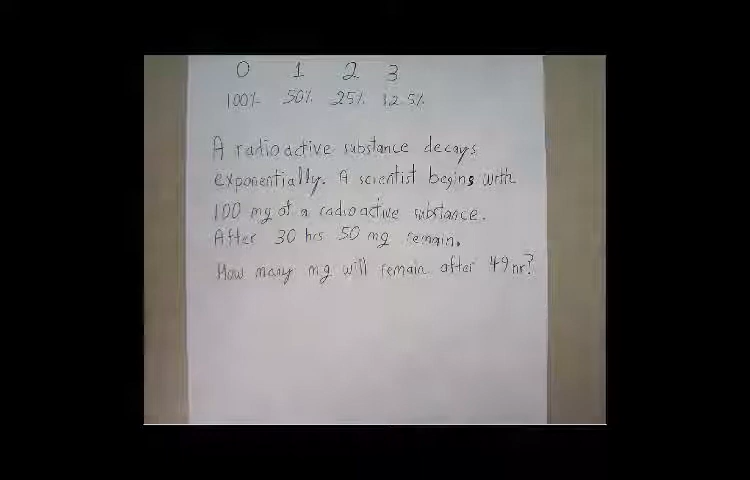 0 1 2 3
100% 50% 25% 12.5%
A radioactive substance decays
exponentially. A scientist begins with
100 mg of a radioactive substance.
After 30 hrs 50 mg remain.
How many mg will remain after 49 hr?